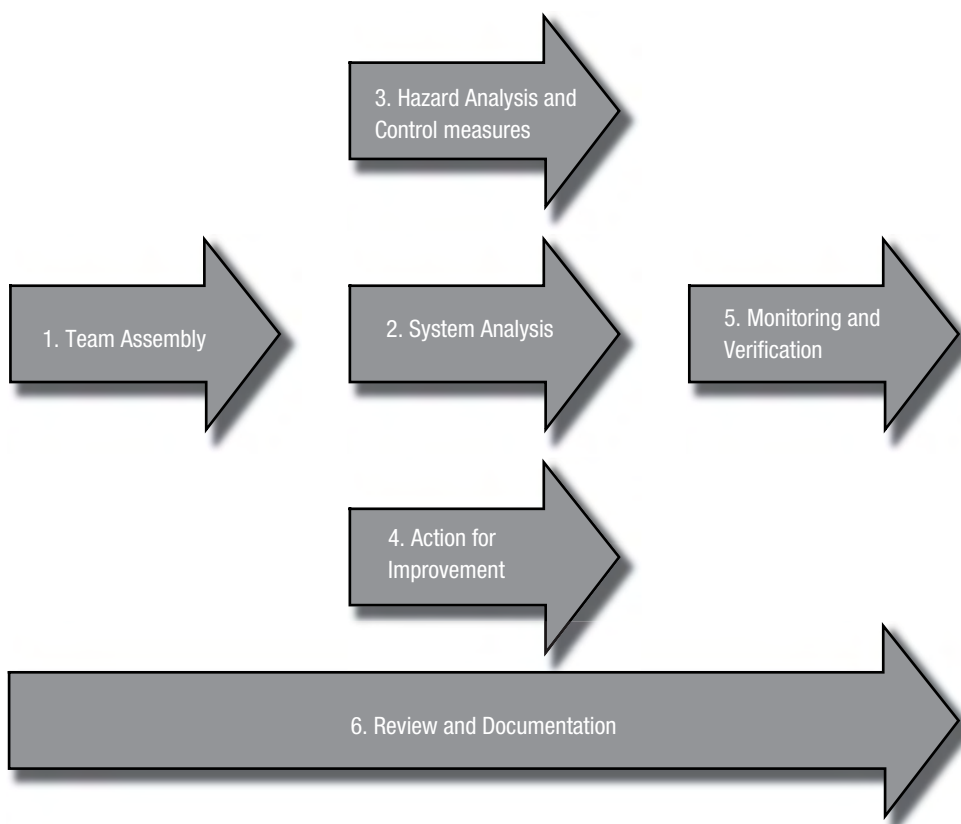 3. Hazard Analysis and
Control measures
1. Team Assembly
2. System Analysis
5. Monitoring and
Verification
4. Action for
Improvement
6. Review and Documentation